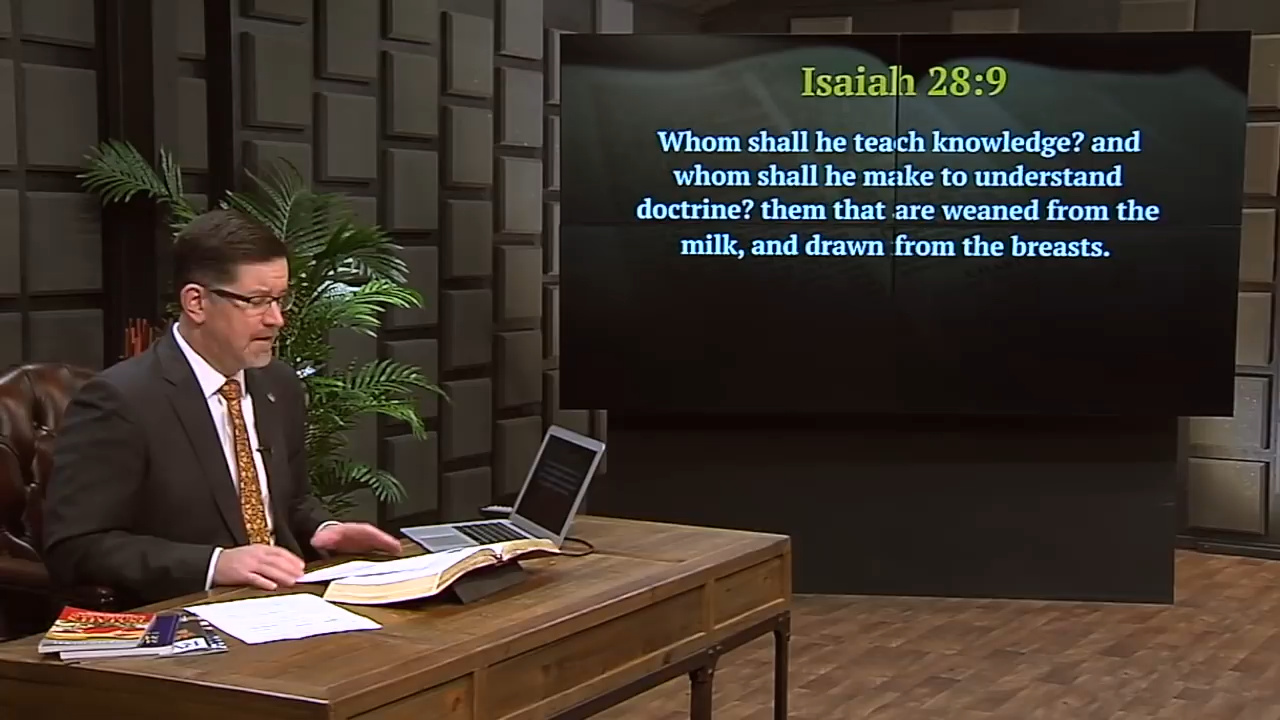 Isaiah 28:9
Whom shall he teach knowledge? and
whom shall he make to understand
doctrine? them that are weaned from the
milk, and drawn from the breasts.